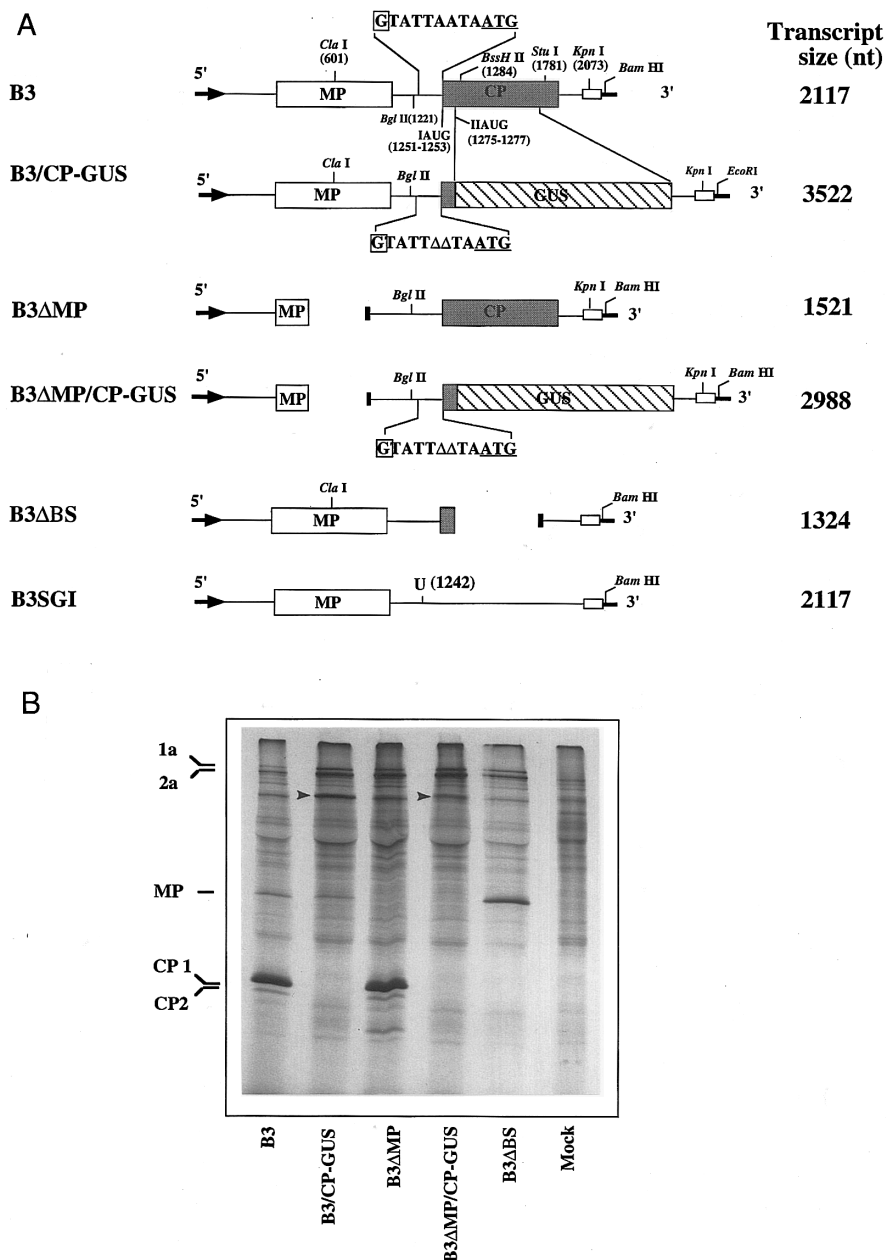 A
GTATTAATAATG
Transcript
size (nt)
Cla I
(601)
BssH II
(1284)
Stu I
(1781)
Kpn I
(2073)
Bam HI
B3
5'
MP
CP
3'
2117
Bgl II(1221)
IAUG
(1251-1253)
IIAUG
(1275-1277)
B3/CP-GUS
5'
Cla I
Bgl II
Kpn I
EcoRI
MP
GUS
3'
3522
GTATTΔΔTAATG
B3ΔMP
5'
MP
Bgl II
CP
Kpn I
Bam HI
3'
1521
B3ΔMP/CP-GUS
5'
MP
Bgl II
GUS
Kpn I
Bam HI
3'
2988
GTATTΔΔTAATG
B3ΔBS
5'
Cla I
MP
Bam HI
3'
1324
B3SGI
5'
MP
U (1242)
Bam HI
3'
2117
B
1a
2a
MP
CP 1
CP2
B3
B3/CP-GUS
B3ΔMP
B3ΔMP/CP-GUS
B3ΔBS
Mock